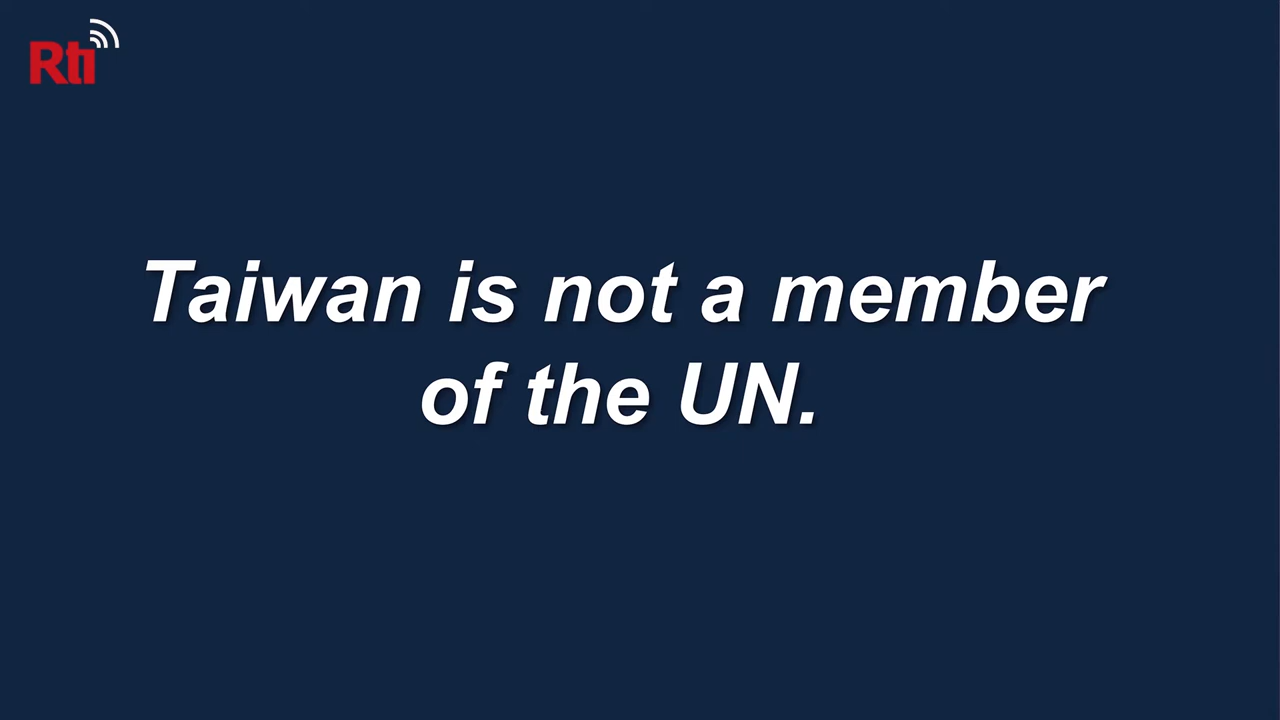 Rti
Taiwan is not a member
of the UN.